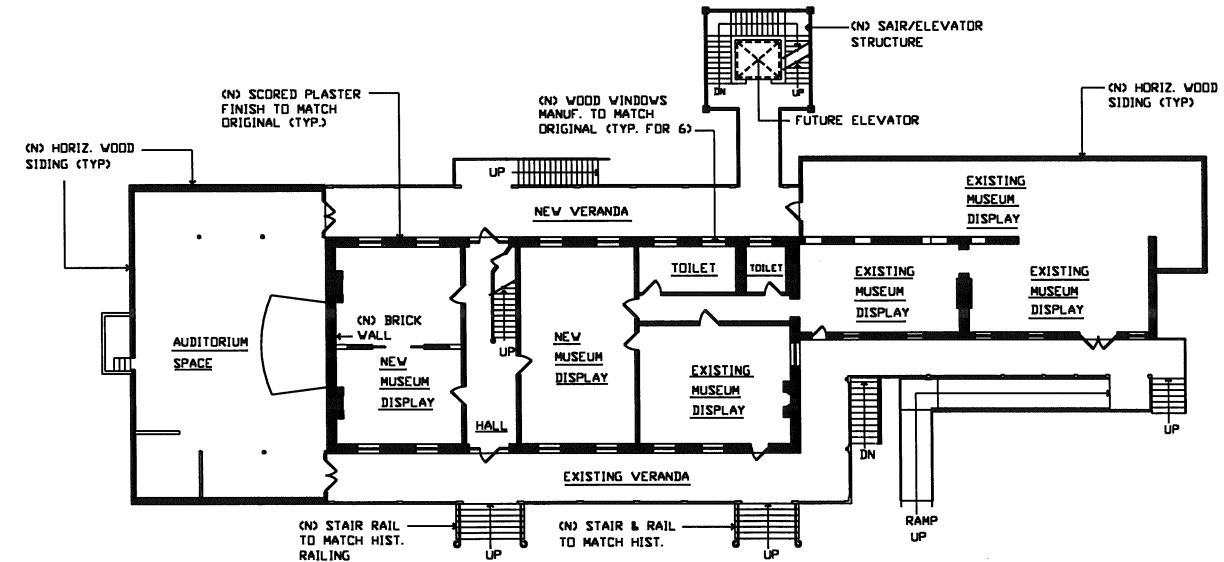 (N) SAIR/ELEVATOR
STRUCTURE
DN
UP
FUTURE ELEVATOR
(N) SCORED PLASTER
FINISH TO MATCH
ORIGINAL (TYP.)
(N) WOOD WINDOWS
MANUF. TO MATCH
ORIGINAL (TYP. FOR 6)
(N) HORIZ. WOOD
SIDING (TYP)
(N) HORIZ. WOOD
SIDING (TYP)
UP
NEW VERANDA
EXISTING
MUSEUM
DISPLAY
TOILET
TOILET
EXISTING
MUSEUM
DISPLAY
EXISTING
MUSEUM
DISPLAY
(N) BRICK
WALL
UP
AUDITORIUM
SPACE
NEW
MUSEUM
DISPLAY
NEW
MUSEUM
DISPLAY
EXISTING
MUSEUM
DISPLAY
HALL
UP
DN
EXISTING VERANDA
RAMP
UP
(N) STAIR RAIL
TO MATCH HIST.
RAILING
UP
(N) STAIR & RAIL
TO MATCH HIST.
UP